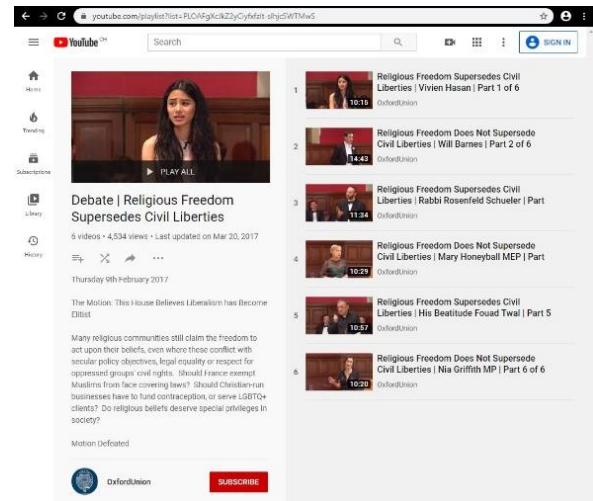 YouTube CH
Search
SIGN IN
Home
Trending
Subscriptions
Library
History
PLAY ALL
Debate | Religious Freedom
Supersedes Civil Liberties
6 videos • 4,534 views • Last updated on Mar 20, 2017
Thursday 9th February 2017
The Motion: This House Believes Liberalism has Become
Elitist
Many religious communities still claim the freedom to
act upon their beliefs, even where these conflict with
secular policy objectives, legal equality or respect for
oppressed groups' civil rights. Should France exempt
Muslims from face covering laws? Should Christian-run
businesses have to fund contraception, or serve LGBTQ+
clients? Do religious beliefs deserve special privileges in
society?
Motion Defeated
OxfordUnion
SUBSCRIBE
1
10:15
Religious Freedom Supersedes Civil
Liberties | Vivien Hasan | Part 1 of 6
OxfordUnion
2
14:43
Religious Freedom Does Not Supersede
Civil Liberties | Will Barnes | Part 2 of 6
OxfordUnion
3
11:34
Religious Freedom Supersedes Civil
Liberties | Rabbi Rosenfeld Schueler | Part
OxfordUnion
4
10:29
Religious Freedom Does Not Supersede
Civil Liberties | Mary Honeyball MEP | Part
OxfordUnion
5
10:57
Religious Freedom Supersedes Civil
Liberties | His Beatitude Fouad Twal | Part 5
OxfordUnion
6
10:20
Religious Freedom Does Not Supersede
Civil Liberties | Nia Griffith MP | Part 6 of 6
OxfordUnion